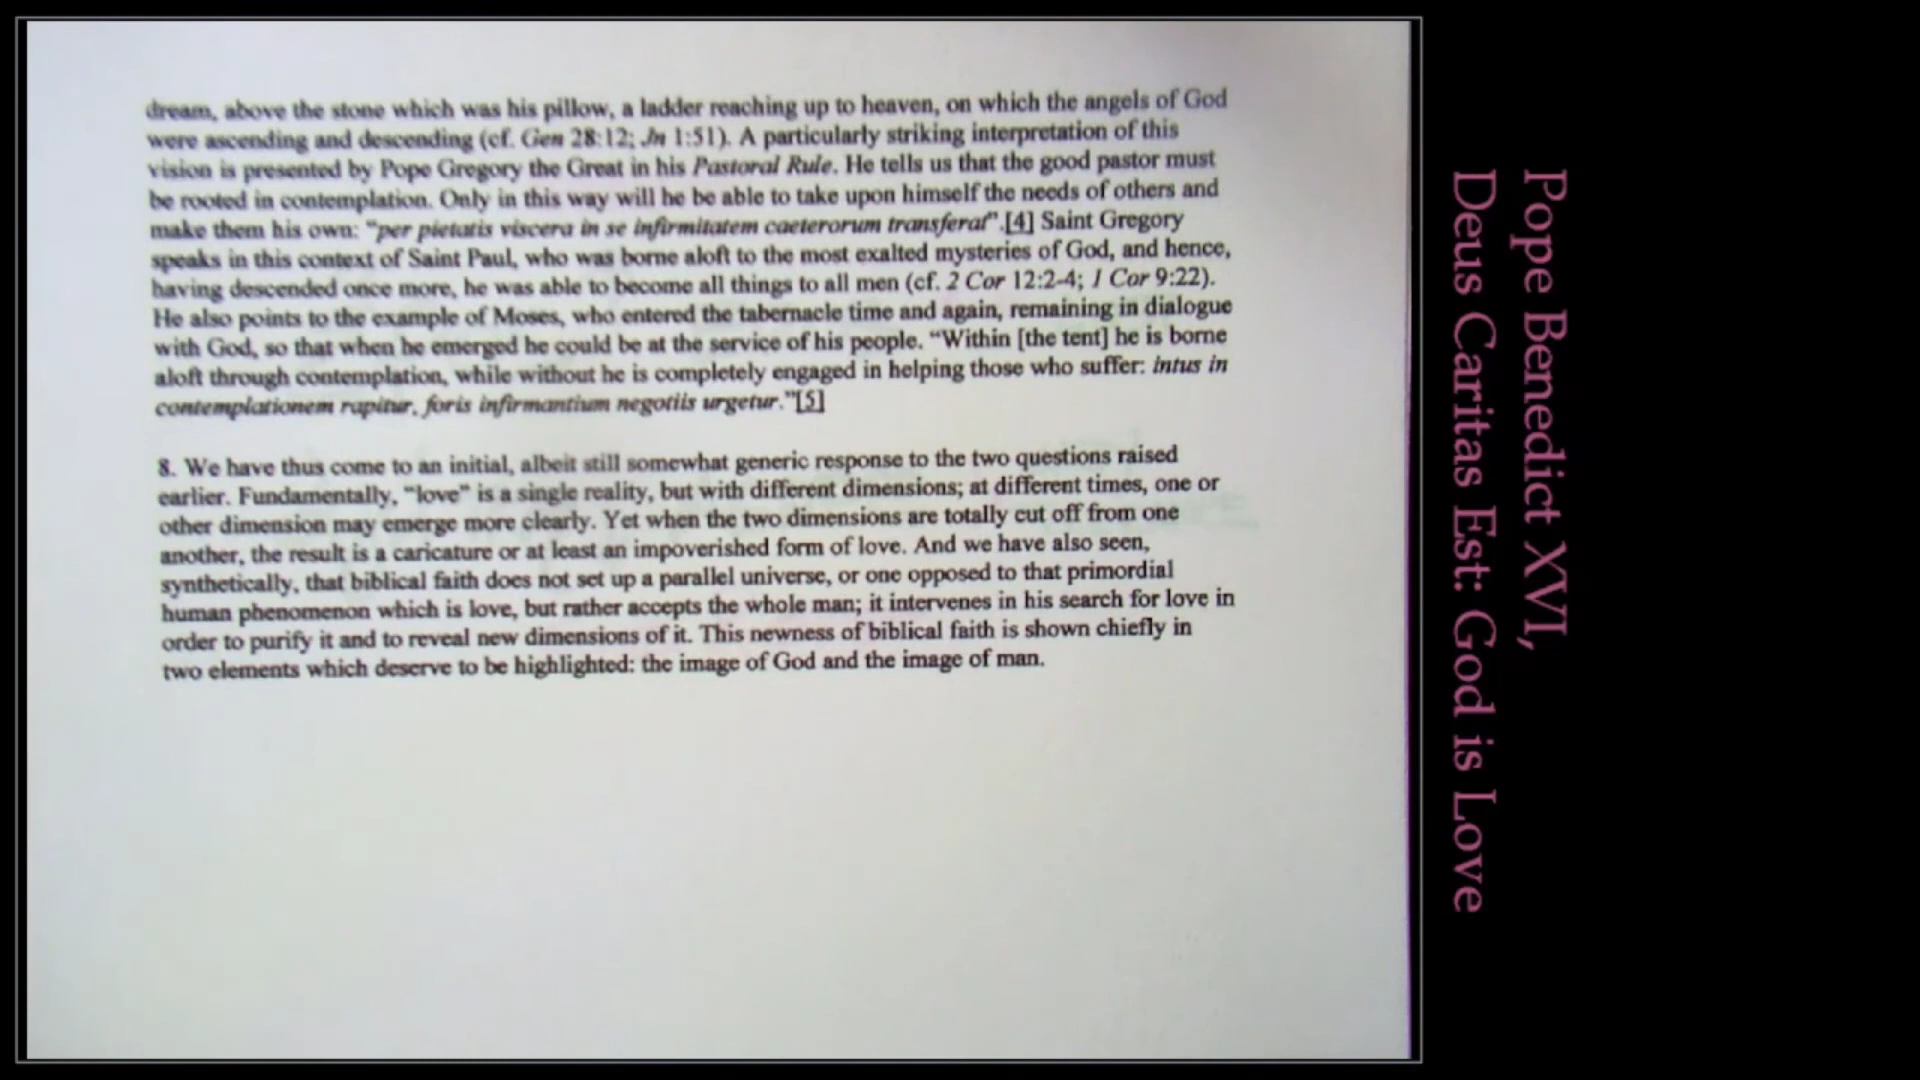 dream, above the stone which was his pillow, a ladder reaching up to heaven, on which the angels of God
were ascending and descending (cf. Gen 28:12; Jn 1:51). A particularly striking interpretation of this
vision is presented by Pope Gregory the Great in his Pastoral Rule. He tells us that the good pastor must
be rooted in contemplation. Only in this way will he be able to take upon himself the needs of others and
make them his own: “per pietatis viscera in se infirmitatem caeterorum transferat”.[4] Saint Gregory
speaks in this context of Saint Paul, who was borne aloft to the most exalted mysteries of God, and hence,
having descended once more, he was able to become all things to all men (cf. 2 Cor 12:2-4; 1 Cor 9:22).
He also points to the example of Moses, who entered the tabernacle time and again, remaining in dialogue
with God, so that when he emerged he could be at the service of his people. “Within [the tent] he is borne
aloft through contemplation, while without he is completely engaged in helping those who suffer: intus in
contemplationem rapitur, foris infirmantium negotiis urgetur.”[5]
8. We have thus come to an initial, albeit still somewhat generic response to the two questions raised
earlier. Fundamentally, “love” is a single reality, but with different dimensions; at different times, one or
other dimension may emerge more clearly. Yet when the two dimensions are totally cut off from one
another, the result is a caricature or at least an impoverished form of love. And we have also seen,
synthetically, that biblical faith does not set up a parallel universe, or one opposed to that primordial
human phenomenon which is love, but rather accepts the whole man; it intervenes in his search for love in
order to purify it and to reveal new dimensions of it. This newness of biblical faith is shown chiefly in
two elements which deserve to be highlighted: the image of God and the image of man.
Pope Benedict XVI,
Deus Caritas Est: God is Love